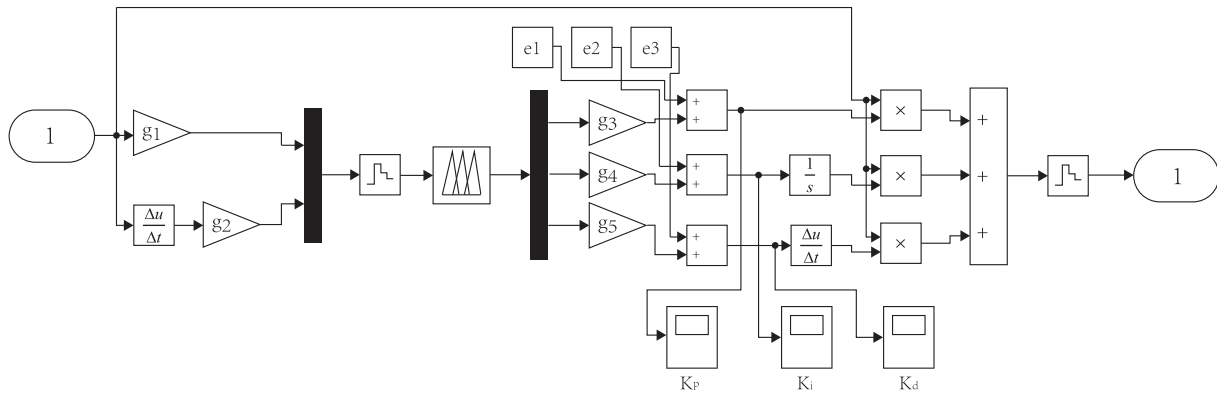 e1 e2 e3
1 g1 g3 + + × +
g4 + + 1/s × + 1
Δu/Δt g2 g5 + + Δu/Δt × +
Kp Ki Kd